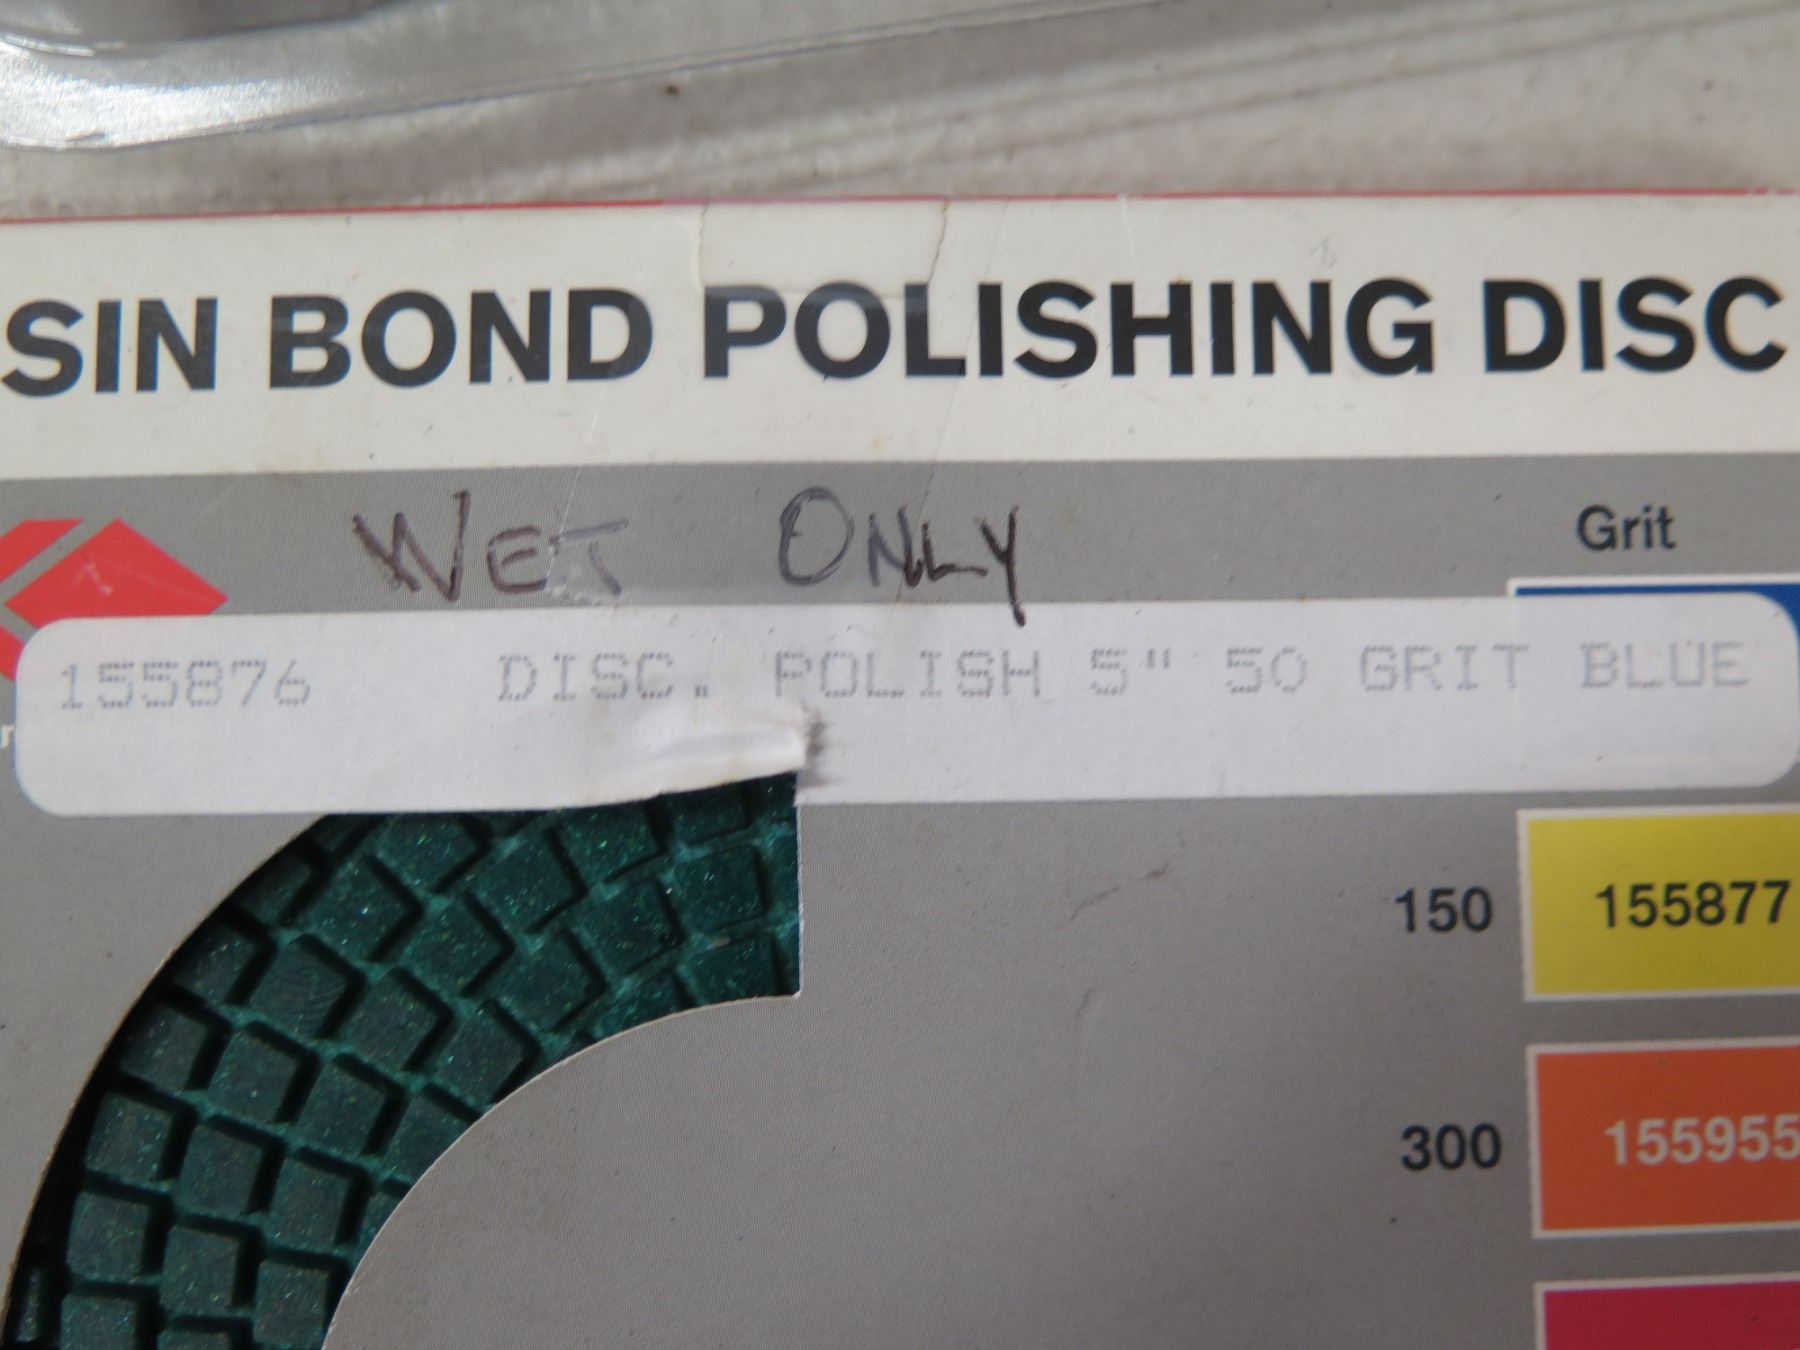 SIN BOND POLISHING DISC
WET ONLY
Grit
155876 DISC. POLISH 5" 50 GRIT BLUE
150 155877
300 155955